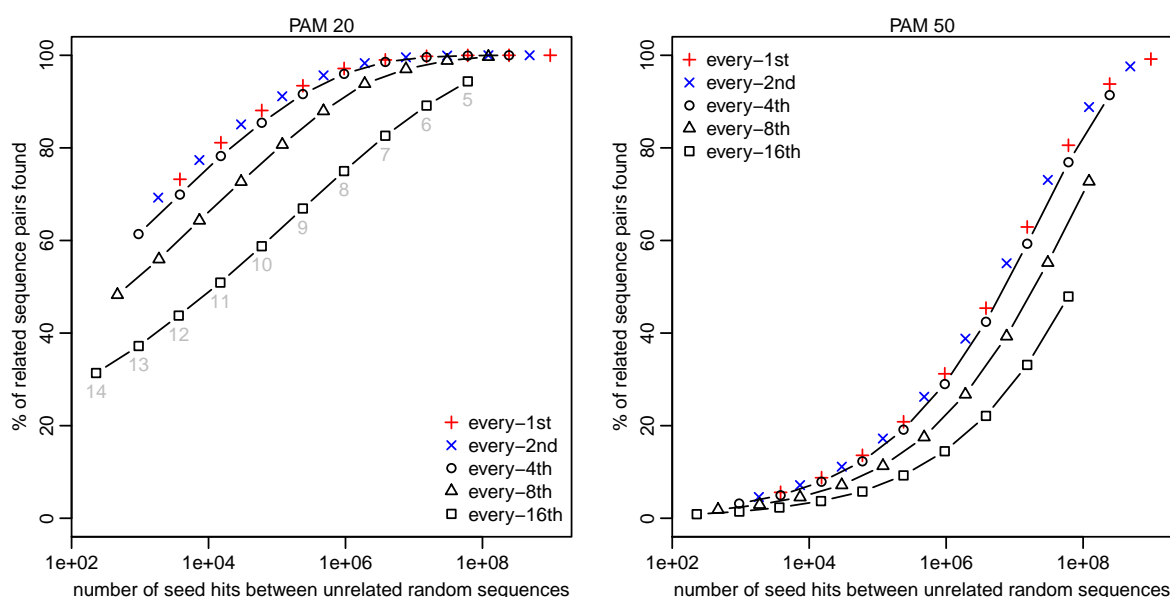 PAM 20
% of related sequence pairs found
100
80
60
40
20
0
5
6
7
8
9
10
11
12
13
14
every−1st
every−2nd
every−4th
every−8th
every−16th
1e+02 1e+04 1e+06 1e+08
number of seed hits between unrelated random sequences
PAM 50
% of related sequence pairs found
100
80
60
40
20
0
every−1st
every−2nd
every−4th
every−8th
every−16th
1e+02 1e+04 1e+06 1e+08
number of seed hits between unrelated random sequences